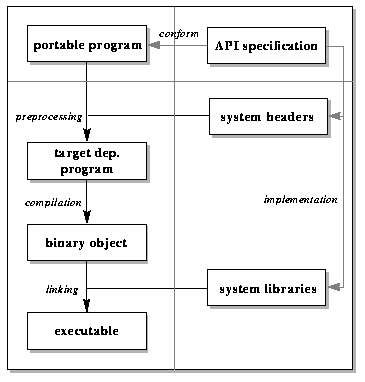 portable program
conform
API specification
preprocessing
system headers
target dep.
program
compilation
implementation
binary object
linking
system libraries
executable